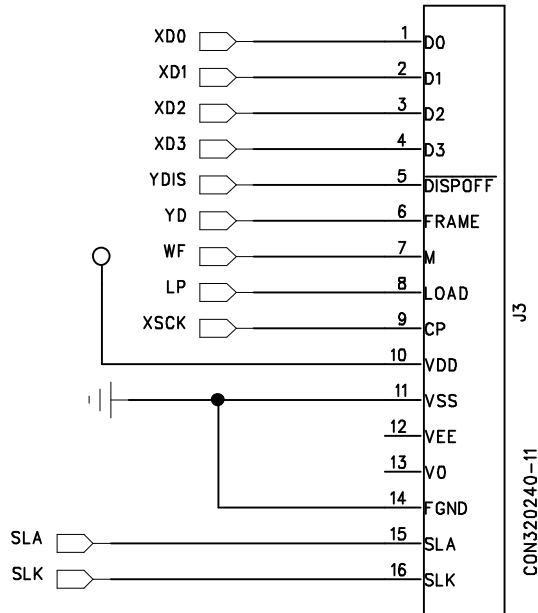 XD0 1 D0
XD1 2 D1
XD2 3 D2
XD3 4 D3
YDIS 5 DISPOFF
YD 6 FRAME
WF 7 M
LP 8 LOAD
XSCK 9 CP
10 VDD
11 VSS
12 VEE
13 V0
14 FGND
SLA 15 SLA
SLK 16 SLK
J3
CON320240-11